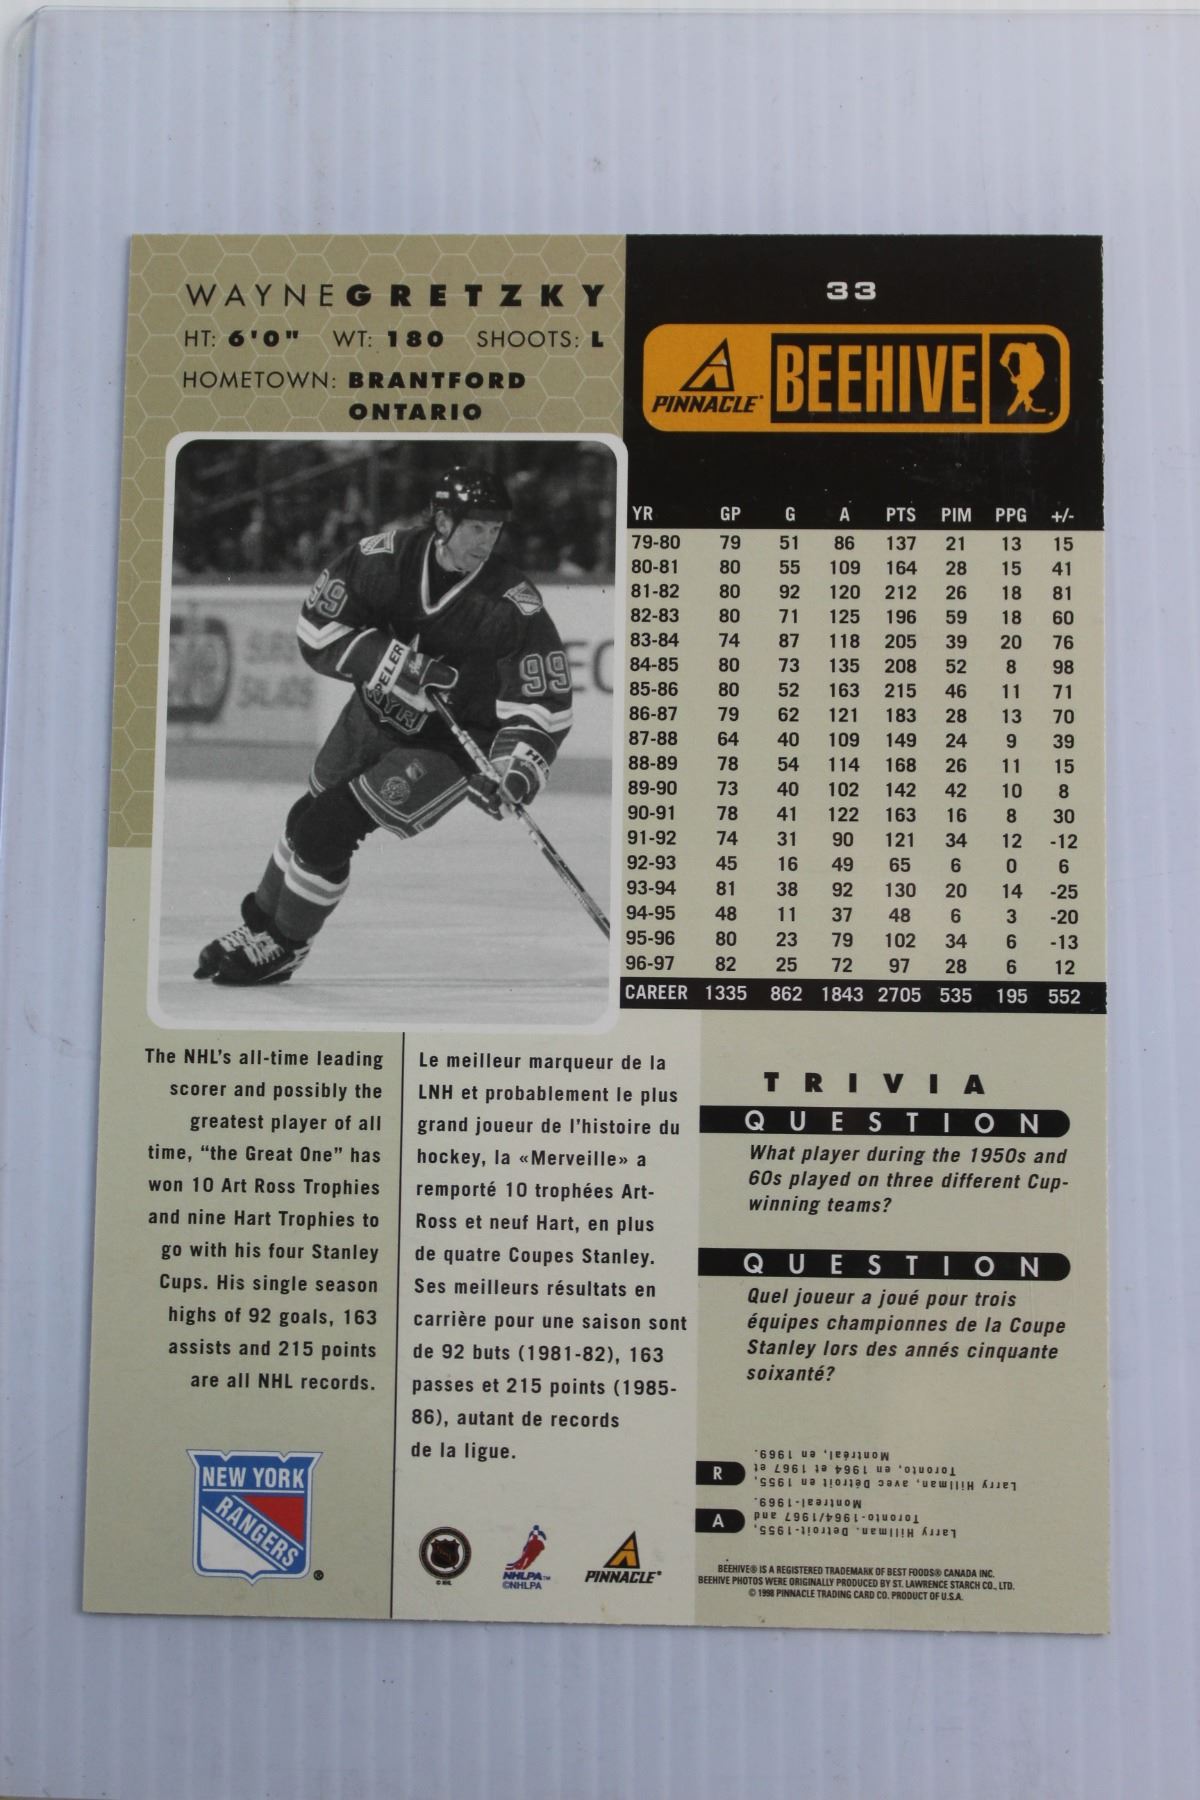 WAYNEGRETZKY
HT: 6'0" WT: 180 SHOOTS: L
HOMETOWN: BRANTFORD
ONTARIO
33
PINNACLE BEEHIVE
YR GP G A PTS PIM PPG +/-
79-80 79 51 86 137 21 13 15
80-81 80 55 109 164 28 15 41
81-82 80 92 120 212 26 18 81
82-83 80 71 125 196 59 18 60
83-84 74 87 118 205 39 20 76
84-85 80 73 135 208 52 8 98
85-86 80 52 163 215 46 11 71
86-87 79 62 121 183 28 13 70
87-88 64 40 109 149 24 9 39
88-89 78 54 114 168 26 11 15
89-90 73 40 102 142 42 10 8
90-91 78 41 122 163 16 8 30
91-92 74 31 90 121 34 12 -12
92-93 45 16 49 65 6 0 6
93-94 81 38 92 130 20 14 -25
94-95 48 11 37 48 6 3 -20
95-96 80 23 79 102 34 6 -13
96-97 82 25 72 97 28 6 12
CAREER 1335 862 1843 2705 535 195 552
99
99
NYR
The NHL's all-time leading
scorer and possibly the
greatest player of all
time, “the Great One” has
won 10 Art Ross Trophies
and nine Hart Trophies to
go with his four Stanley
Cups. His single season
highs of 92 goals, 163
assists and 215 points
are all NHL records.
Le meilleur marqueur de la
LNH et probablement le plus
grand joueur de l'histoire du
hockey, la «Merveille» a
remporté 10 trophées Art-
Ross et neuf Hart, en plus
de quatre Coupes Stanley.
Ses meilleurs résultats en
carrière pour une saison sont
de 92 buts (1981-82), 163
passes et 215 points (1985-
86), autant de records
de la ligue.
TRIVIA
QUESTION
What player during the 1950s and
60s played on three different Cup-
winning teams?
QUESTION
Quel joueur a joué pour trois
équipes championnes de la Coupe
Stanley lors des annés cinquante
soixanté?
R
Larry Hillman, avec Détroit en 1955,
Toronto, en 1964 et 1967 et
Montréal, en 1969.
A
Larry Hillman. Detroit-1955,
Toronto-1964/1967 and
Montreal-1969.
NEW YORK
RANGERS
®
© NHL
NHLPA™
©NHLPA
PINNACLE®
BEEHIVE® IS A REGISTERED TRADEMARK OF BEST FOODS® CANADA INC.
BEEHIVE PHOTOS WERE ORIGINALLY PRODUCED BY ST. LAWRENCE STARCH CO., LTD.
© 1998 PINNACLE TRADING CARD CO. PRODUCT OF U.S.A.